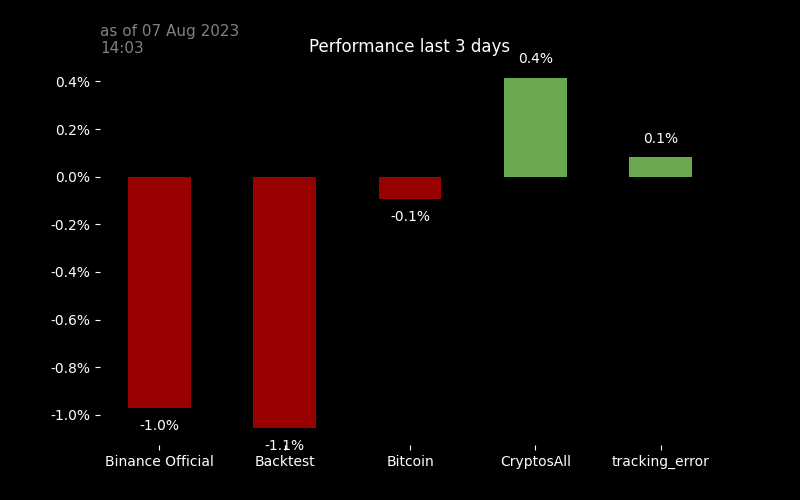 as of 07 Aug 2023
14:03
Performance last 3 days
0.4%
0.4%
0.2%
0.1%
0.0%
-0.2%
-0.1%
-0.4%
-0.6%
-0.8%
-1.0%
-1.0%
-1.1%
Binance Official
Backtest
Bitcoin
CryptosAll
tracking_error